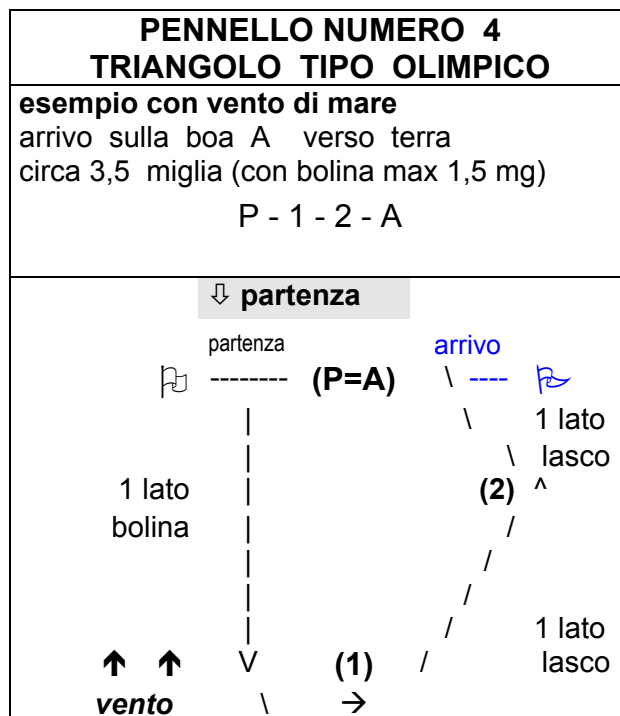 PENNELLO NUMERO 4
TRIANGOLO TIPO OLIMPICO
esempio con vento di mare
arrivo sulla boa A verso terra
circa 3,5 miglia (con bolina max 1,5 mg)
P - 1 - 2 - A
⇩ partenza
partenza arrivo
-------- (P=A) \ ----
| \ 1 lato
| \ lasco
1 lato | (2) ^
bolina | /
| /
| /
| / 1 lato
↑ ↑ V (1) / lasco
vento \ →